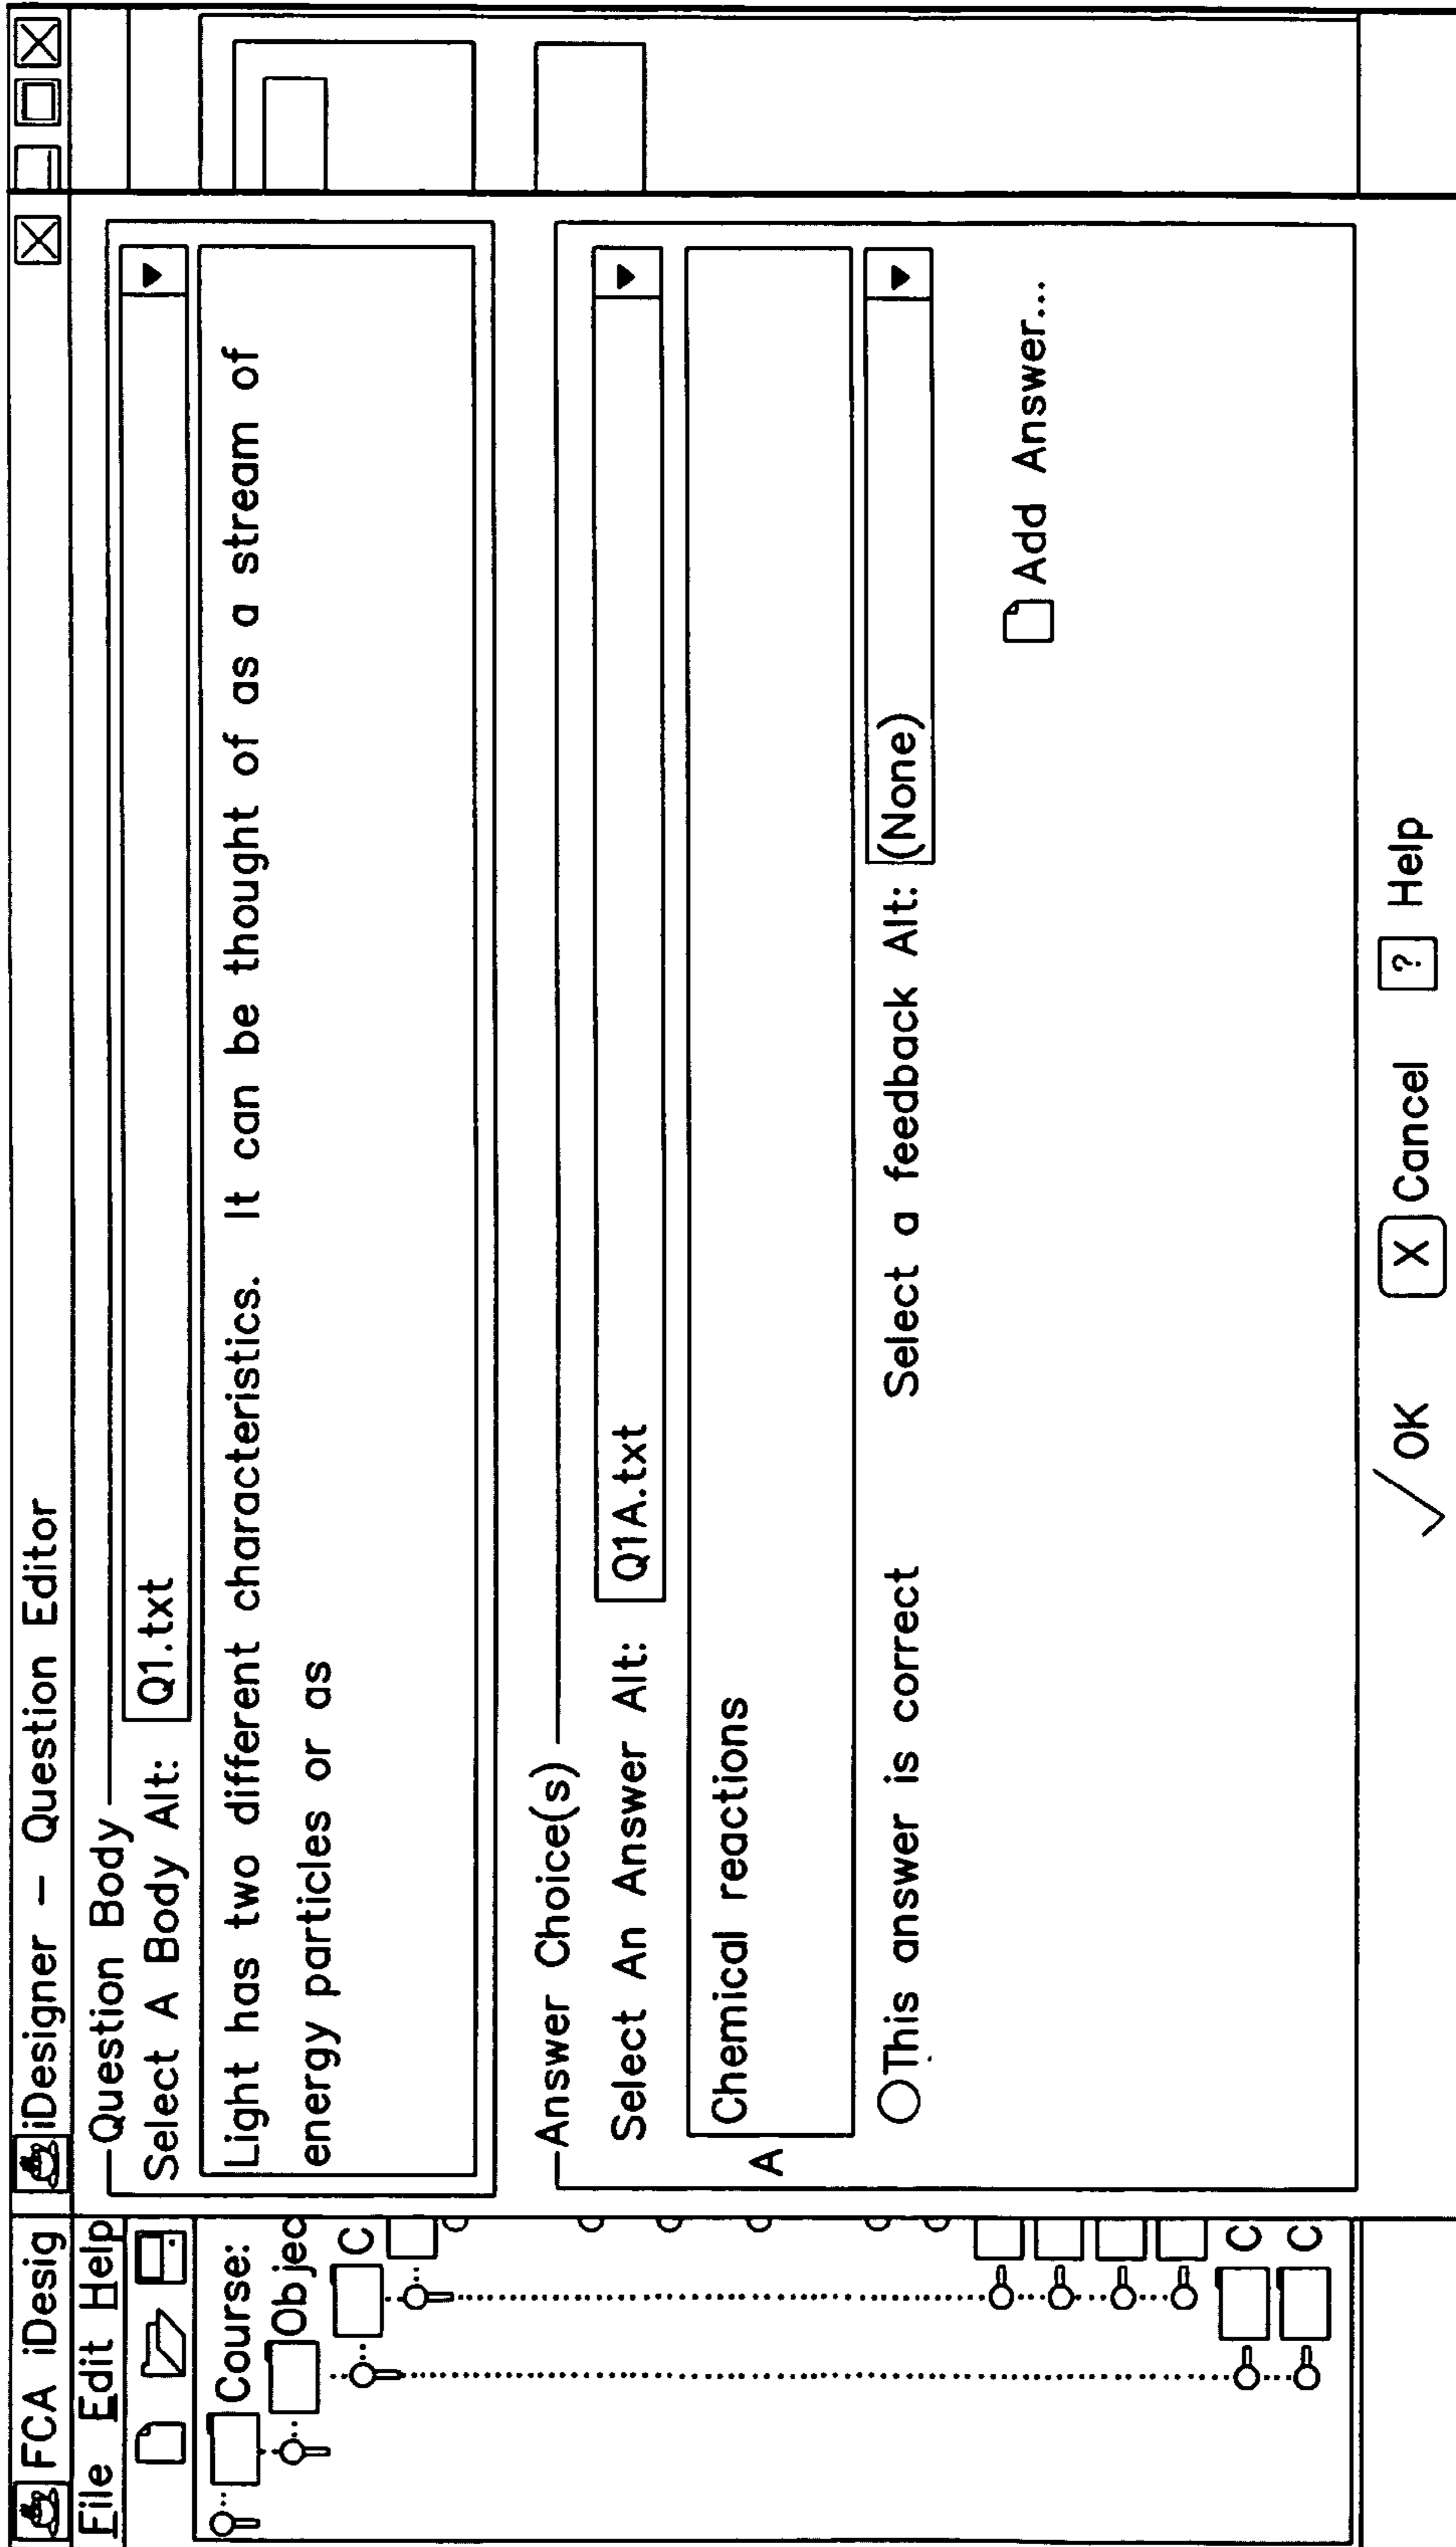 FCA iDesig
iDesigner - Question Editor
File Edit Help
Course:
Objec
C
C
C
Question Body
Select A Body Alt: Q1.txt
Light has two different characteristics. It can be thought of as a stream of
energy particles or as
Answer Choice(s)
Select An Answer Alt: Q1A.txt
A
Chemical reactions
This answer is correct
Select a feedback Alt: (None)
Add Answer...
OK
X Cancel
? Help